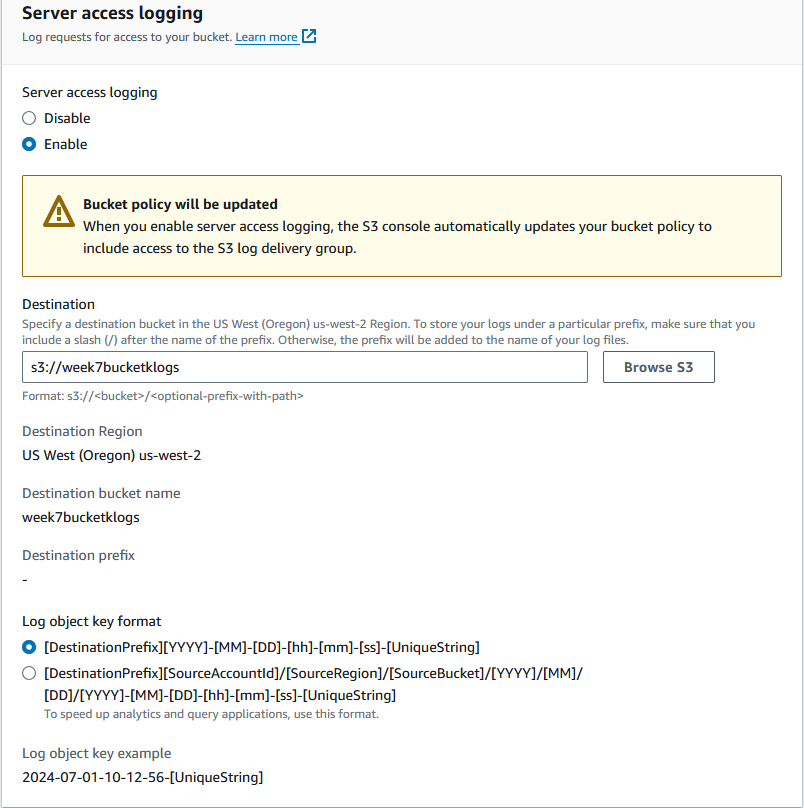 Server access logging
Log requests for access to your bucket. Learn more
Server access logging
Disable
Enable
Bucket policy will be updated
When you enable server access logging, the S3 console automatically updates your bucket policy to
include access to the S3 log delivery group.
Destination
Specify a destination bucket in the US West (Oregon) us-west-2 Region. To store your logs under a particular prefix, make sure that you
include a slash (/) after the name of the prefix. Otherwise, the prefix will be added to the name of your log files.
s3://week7bucketklogs
Browse S3
Format: s3://<bucket>/<optional-prefix-with-path>
Destination Region
US West (Oregon) us-west-2
Destination bucket name
week7bucketklogs
Destination prefix
-
Log object key format
[DestinationPrefix][YYYY]-[MM]-[DD]-[hh]-[mm]-[ss]-[UniqueString]
[DestinationPrefix][SourceAccountId]/[SourceRegion]/[SourceBucket]/[YYYY]/[MM]/
[DD]/[YYYY]-[MM]-[DD]-[hh]-[mm]-[ss]-[UniqueString]
To speed up analytics and query applications, use this format.
Log object key example
2024-07-01-10-12-56-[UniqueString]